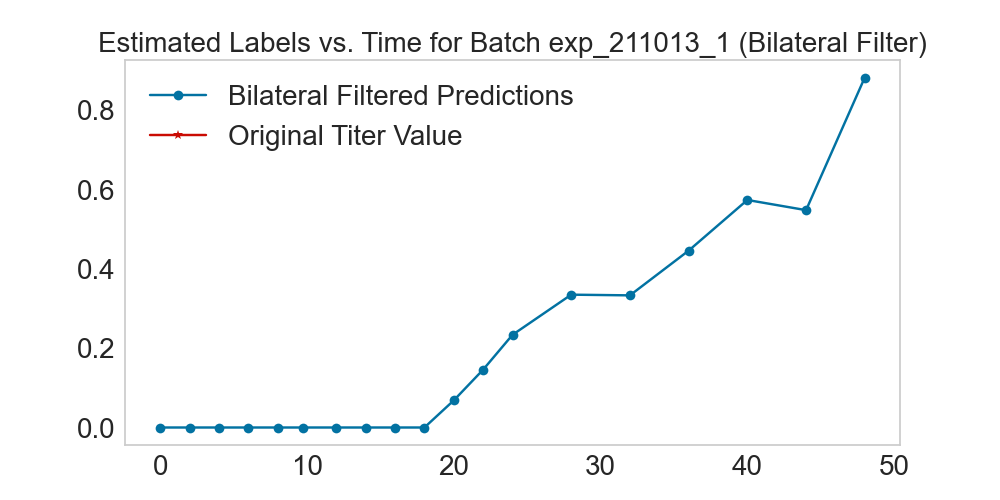 Estimated Labels vs. Time for Batch exp_211013_1 (Bilateral Filter)
Bilateral Filtered Predictions
Original Titer Value
0.8
0.6
0.4
0.2
0.0
0 10 20 30 40 50